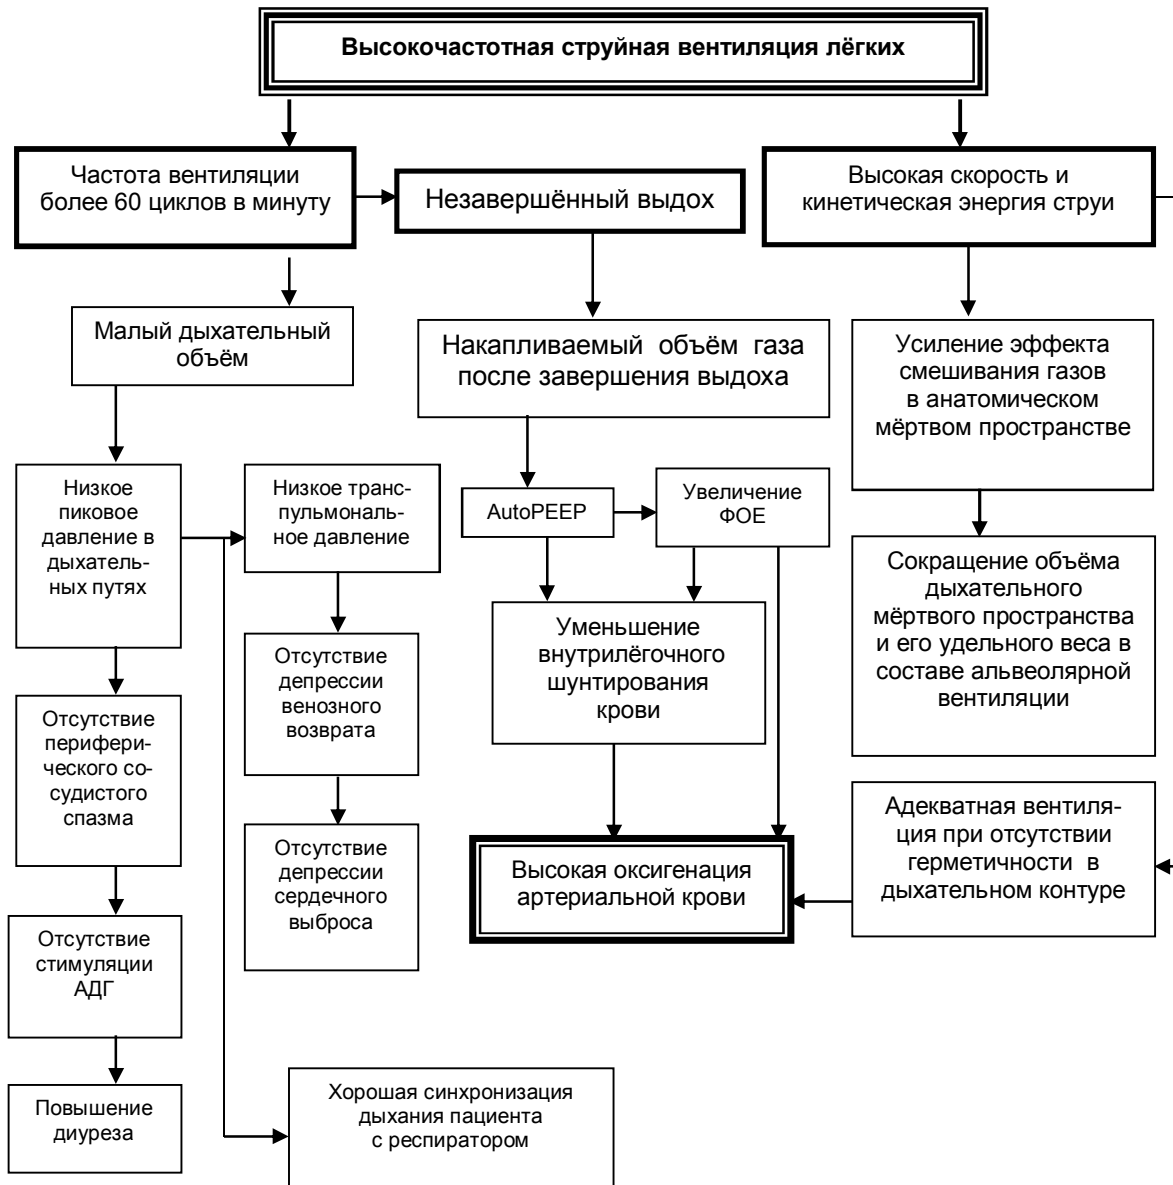 Высокочастотная струйная вентиляция лёгких
Частота вентиляции
более 60 циклов в минуту
Незавершённый выдох
Высокая скорость и
кинетическая энергия струи
Малый дыхательный
объём
Накапливаемый объём газа
после завершения выдоха
Усиление эффекта
смешивания газов
в анатомическом
мёртвом пространстве
Низкое
пиковое
давление в
дыхатель-
ных путях
Низкое транс-
пульмональ-
ное давление
AutoPEEP
Увеличение
ФОЕ
Сокращение объёма
дыхательного
мёртвого пространства
и его удельного веса в
составе альвеолярной
вентиляции
Уменьшение
внутрилёгочного
шунтирования
крови
Отсутствие
депрессии
венозного
возврата
Отсутствие
перифери-
ческого со-
судистого
спазма
Адекватная вентиля-
ция при отсутствии
герметичности в
дыхательном контуре
Отсутствие
депрессии
сердечного
выброса
Высокая оксигенация
артериальной крови
Отсутствие
стимуляции
АДГ
Повышение
диуреза
Хорошая синхронизация
дыхания пациента
с респиратором